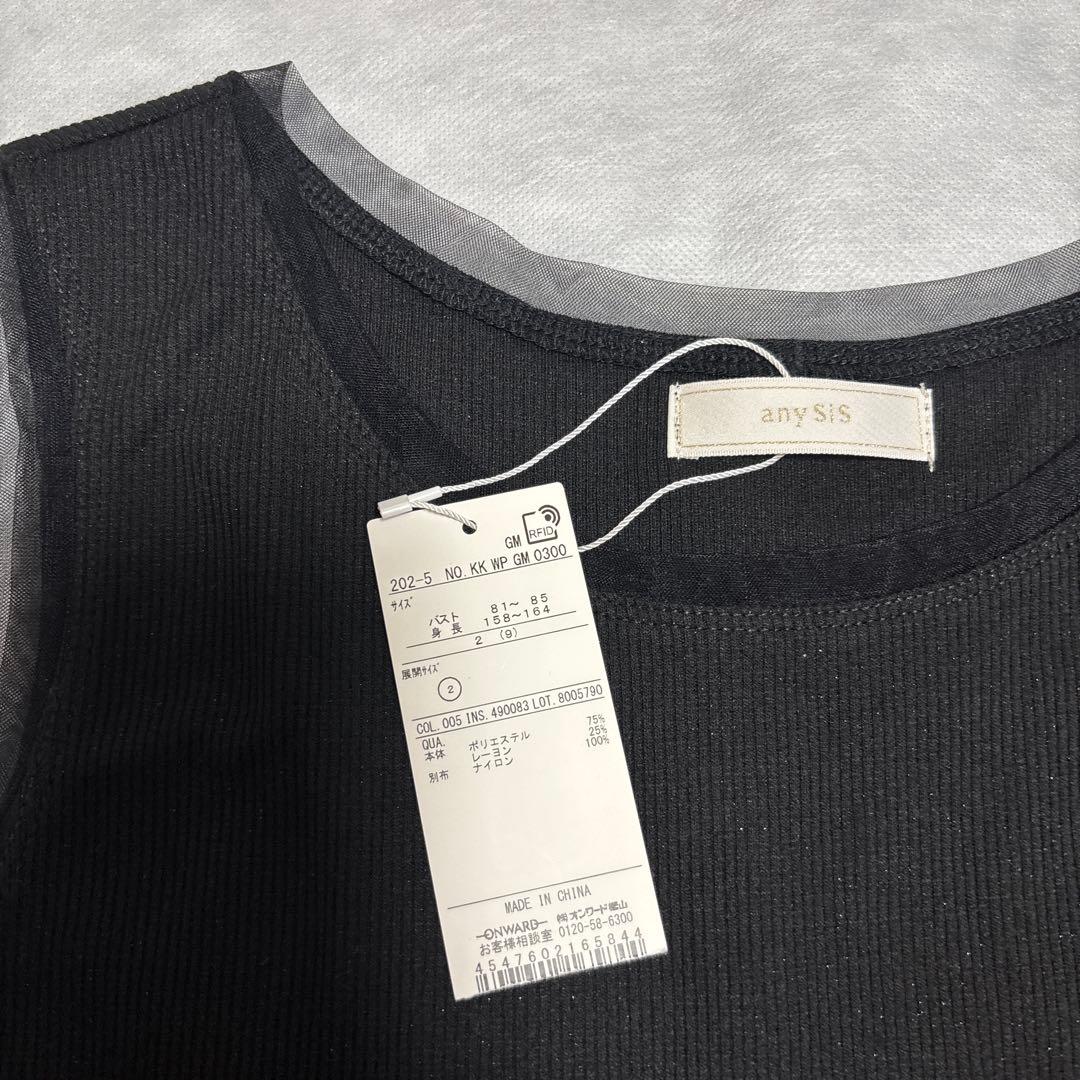 any SiS
GM RFID
202-5 NO. KK WP GM 0300
サイズ
バスト 81～ 85
身長 158～164
2 (9)
展開サイズ
2
COL. 005 INS. 490083 LOT. 8005790
QUA.
本体 ポリエステル 75%
レーヨン 25%
別布 ナイロン 100%
MADE IN CHINA
ONWARD ㈱オンワード樫山
お客様相談室 0120-58-6300
4547602165844